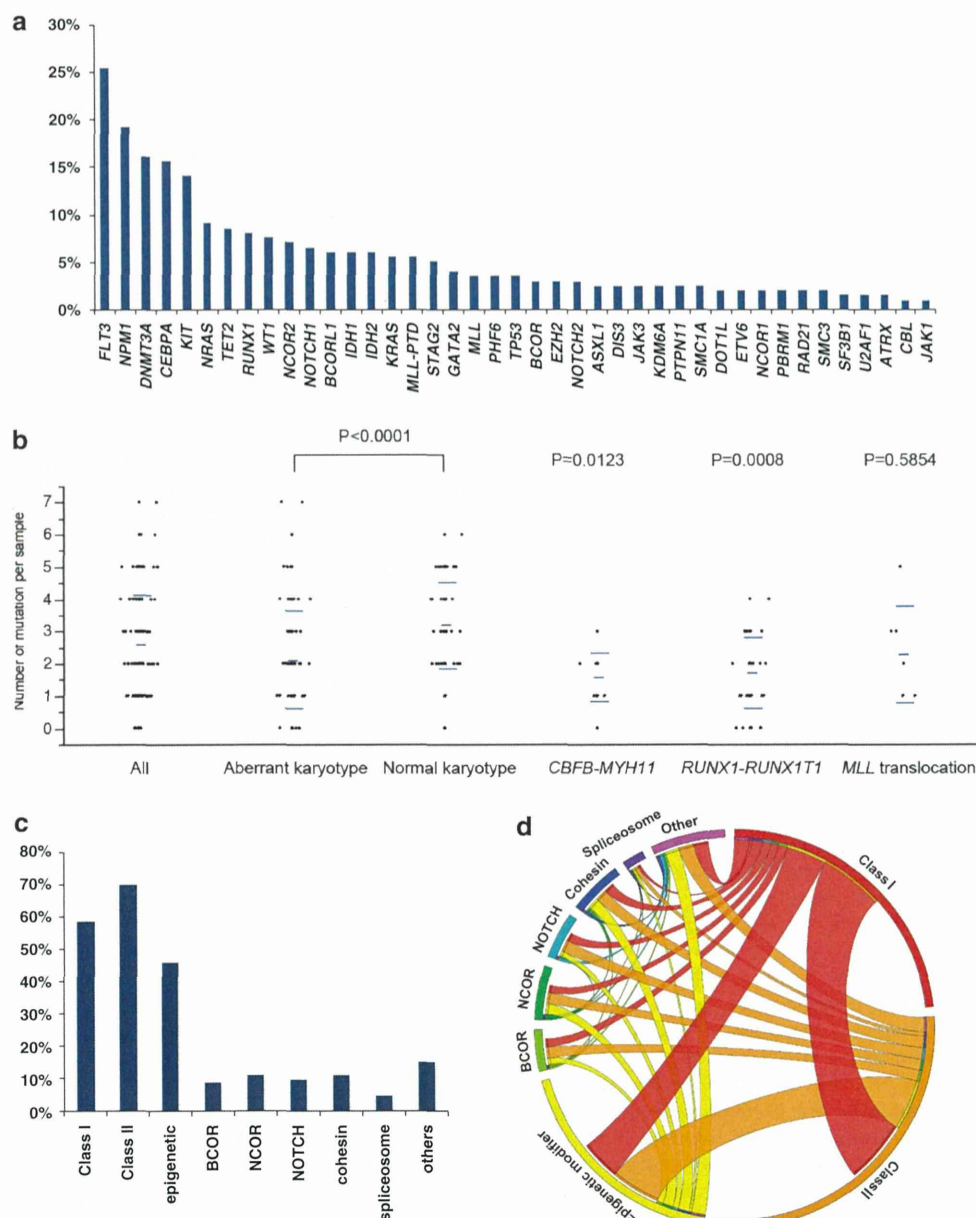 a
30%
25%
20%
15%
10%
5%
0%
FLT3
NPM1
DNMT3A
CEBPA
KIT
NRAS
TET2
RUNX1
WT1
NCOR2
NOTCH1
BCORL1
IDH1
IDH2
KRAS
MLL-PTD
STAG2
GATA2
MLL
PHF6
TP53
BCOR
EZH2
NOTCH2
ASXL1
DIS3
JAK3
KDM6A
PTPN11
SMC1A
DOT1L
ETV6
NCOR1
PBRM1
RAD21
SMC3
SF3B1
U2AF1
ATRX
CBL
JAK1
b
P<0.0001
P=0.0123
P=0.0008
P=0.5854
Number of mutation per sample
7
6
5
4
3
2
1
0
All
Aberrant karyotype
Normal karyotype
CBFB-MYH11
RUNX1-RUNX1T1
MLL translocation
c
80%
70%
60%
50%
40%
30%
20%
10%
0%
Class I
Class II
epigenetic
BCOR
NCOR
NOTCH
cohesin
spliceosome
others
d
Spliceosome
Other
Cohesin
Class I
NOTCH
NCOR
BCOR
Epigenetic modifier
Class II